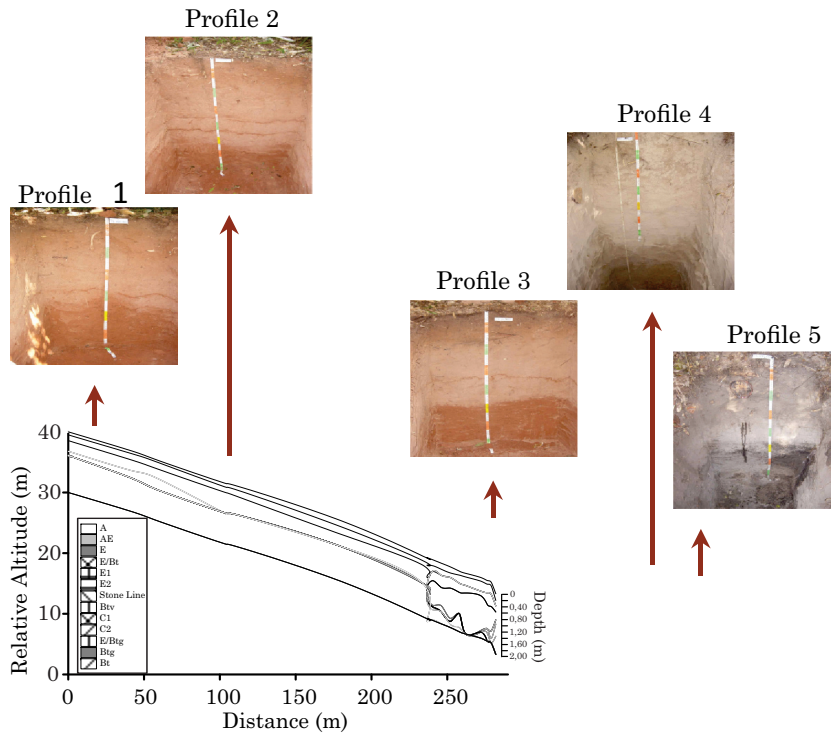 Profile 2
Profile 4
Profile 1
Profile 3
Profile 5
Relative Altitude (m)
40
30
20
10
0
A
AE
E
E/Bt
E1
E2
Stone Line
Btv
C1
C2
E/Btg
Btg
Bt
0
0,40
0,80
1,20
1,60
2,00
Depth (m)
0 50 100 150 200 250
Distance (m)